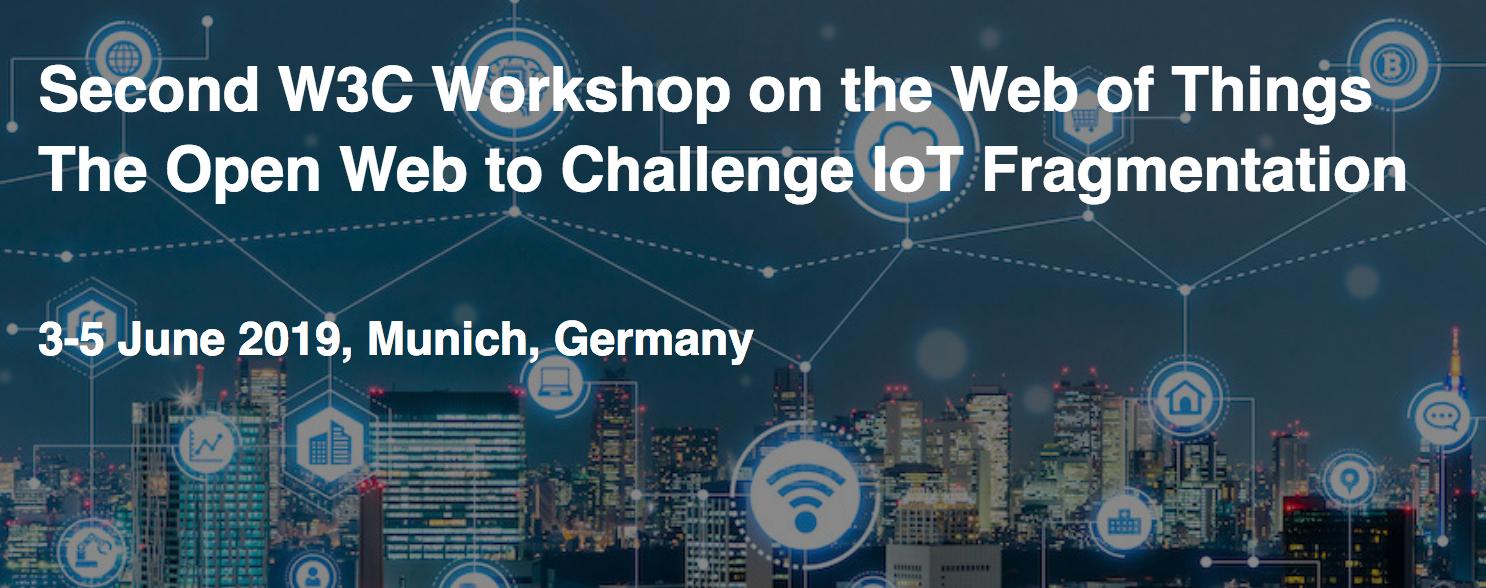 Second W3C Workshop on the Web of Things
The Open Web to Challenge IoT Fragmentation
3-5 June 2019, Munich, Germany